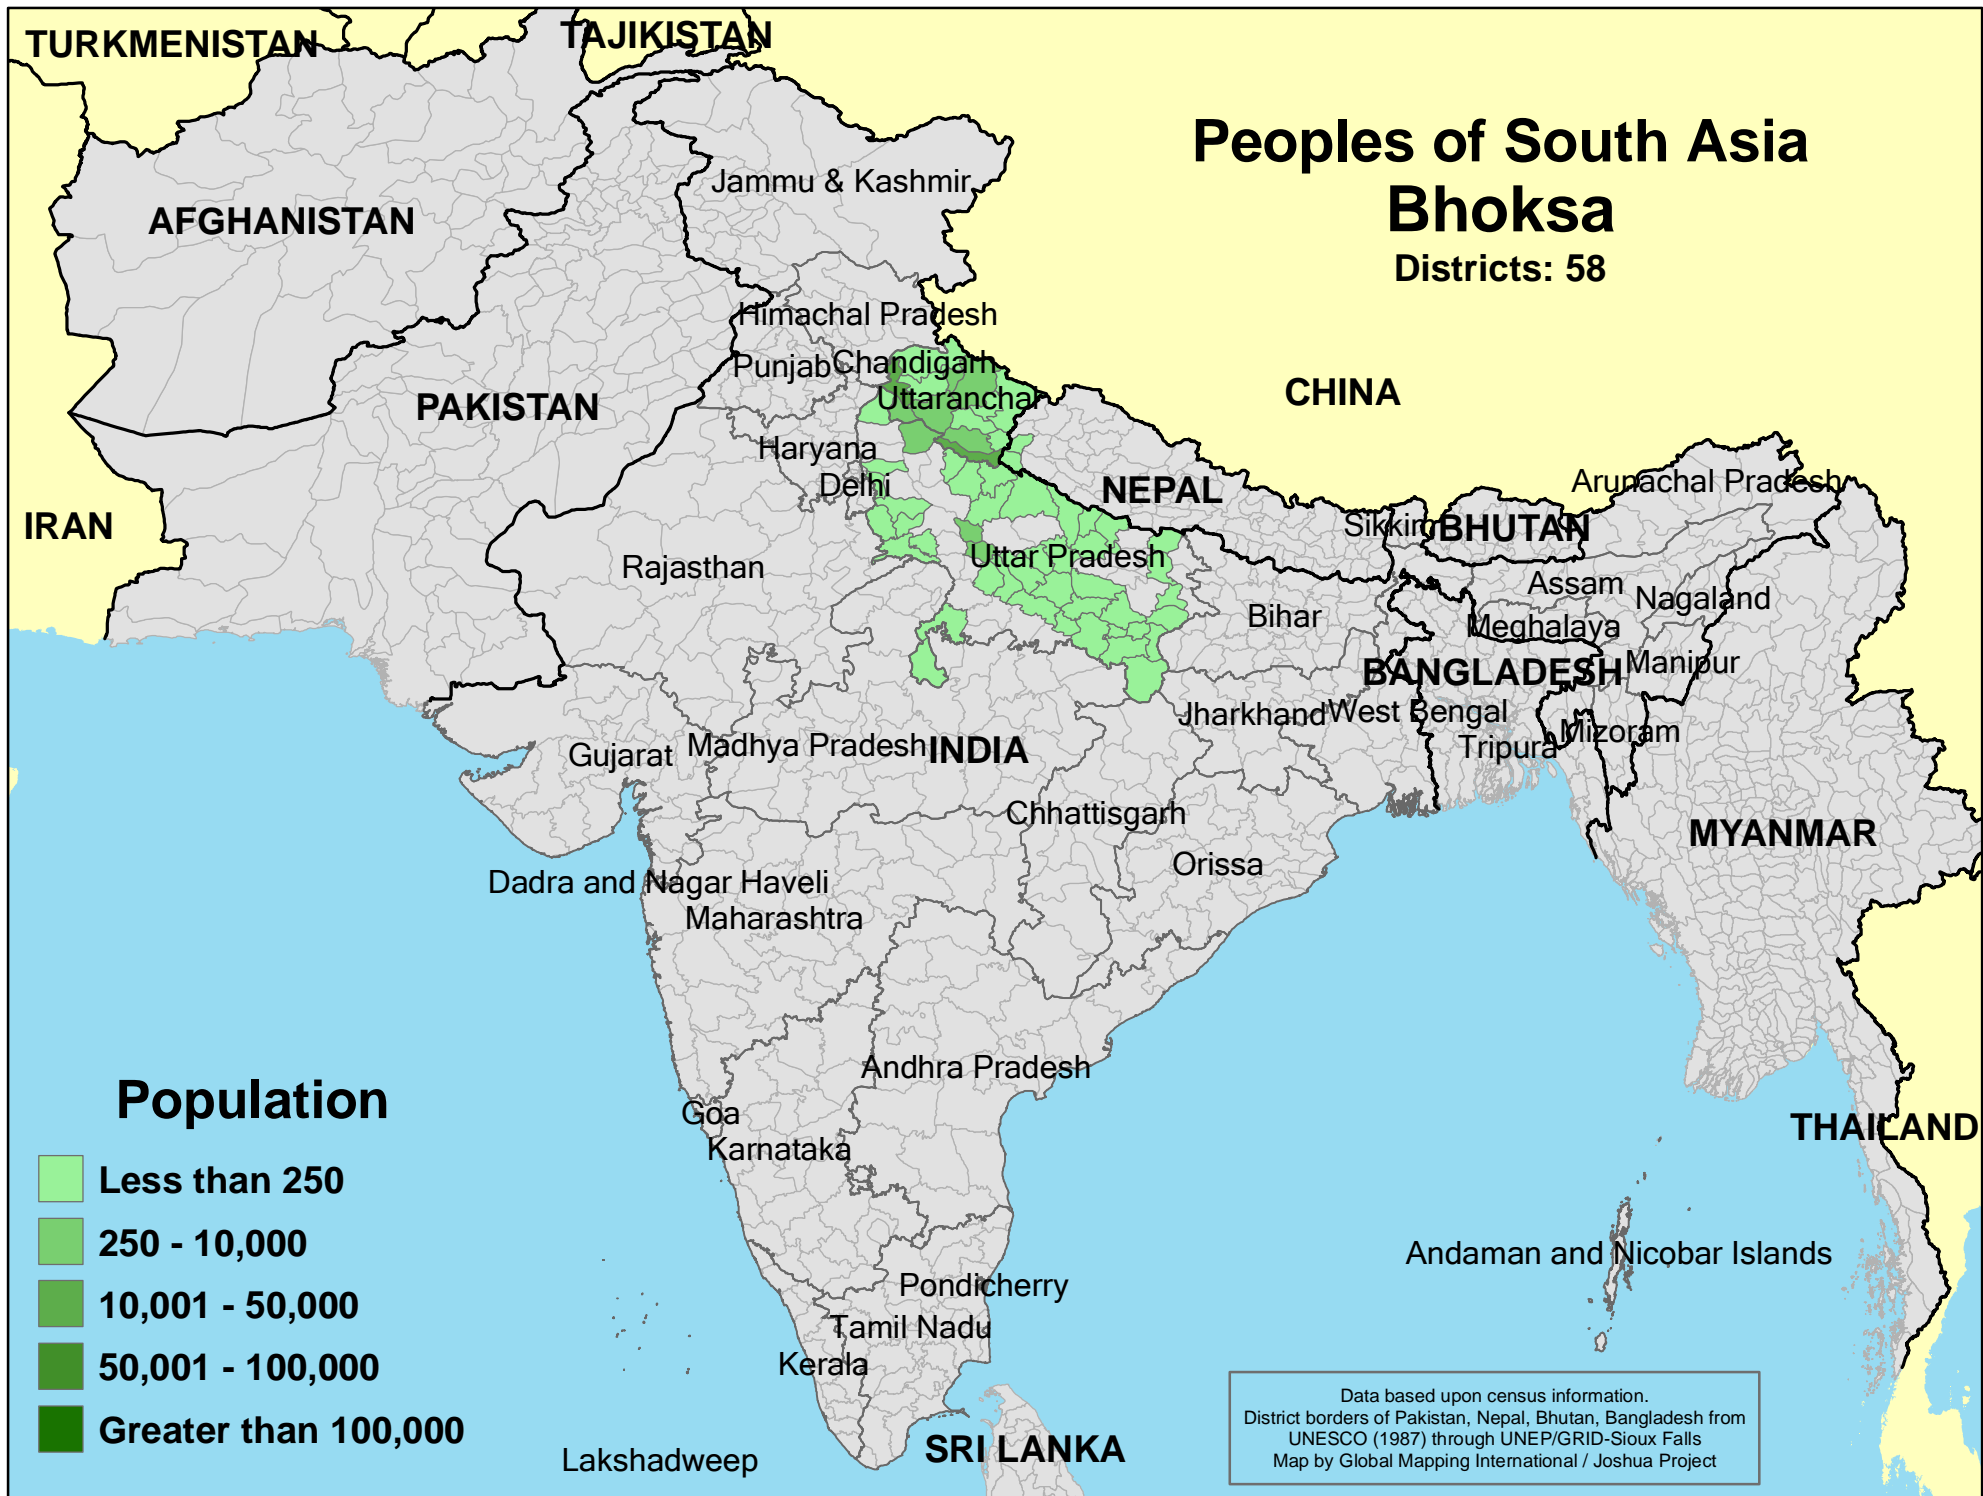 TURKMENISTAN
TAJIKISTAN
Peoples of South Asia
Bhoksa
Districts: 58
Jammu & Kashmir
AFGHANISTAN
Himachal Pradesh
Punjab
Chandigarh
Uttaranchal
CHINA
PAKISTAN
Haryana
Delhi
NEPAL
Arunachal Pradesh
IRAN
Sikkim
BHUTAN
Rajasthan
Uttar Pradesh
Assam
Nagaland
Bihar
Meghalaya
BANGLADESH
Manipur
Jharkhand
West Bengal
Gujarat
Madhya Pradesh
INDIA
Tripura
Mizoram
Chhattisgarh
MYANMAR
Orissa
Dadra and Nagar Haveli
Maharashtra
Andhra Pradesh
Goa
Karnataka
THAILAND
Andaman and Nicobar Islands
Pondicherry
Tamil Nadu
Kerala
Lakshadweep
SRI LANKA
Population
Less than 250
250 - 10,000
10,001 - 50,000
50,001 - 100,000
Greater than 100,000
Data based upon census information.
District borders of Pakistan, Nepal, Bhutan, Bangladesh from
UNESCO (1987) through UNEP/GRID-Sioux Falls
Map by Global Mapping International / Joshua Project